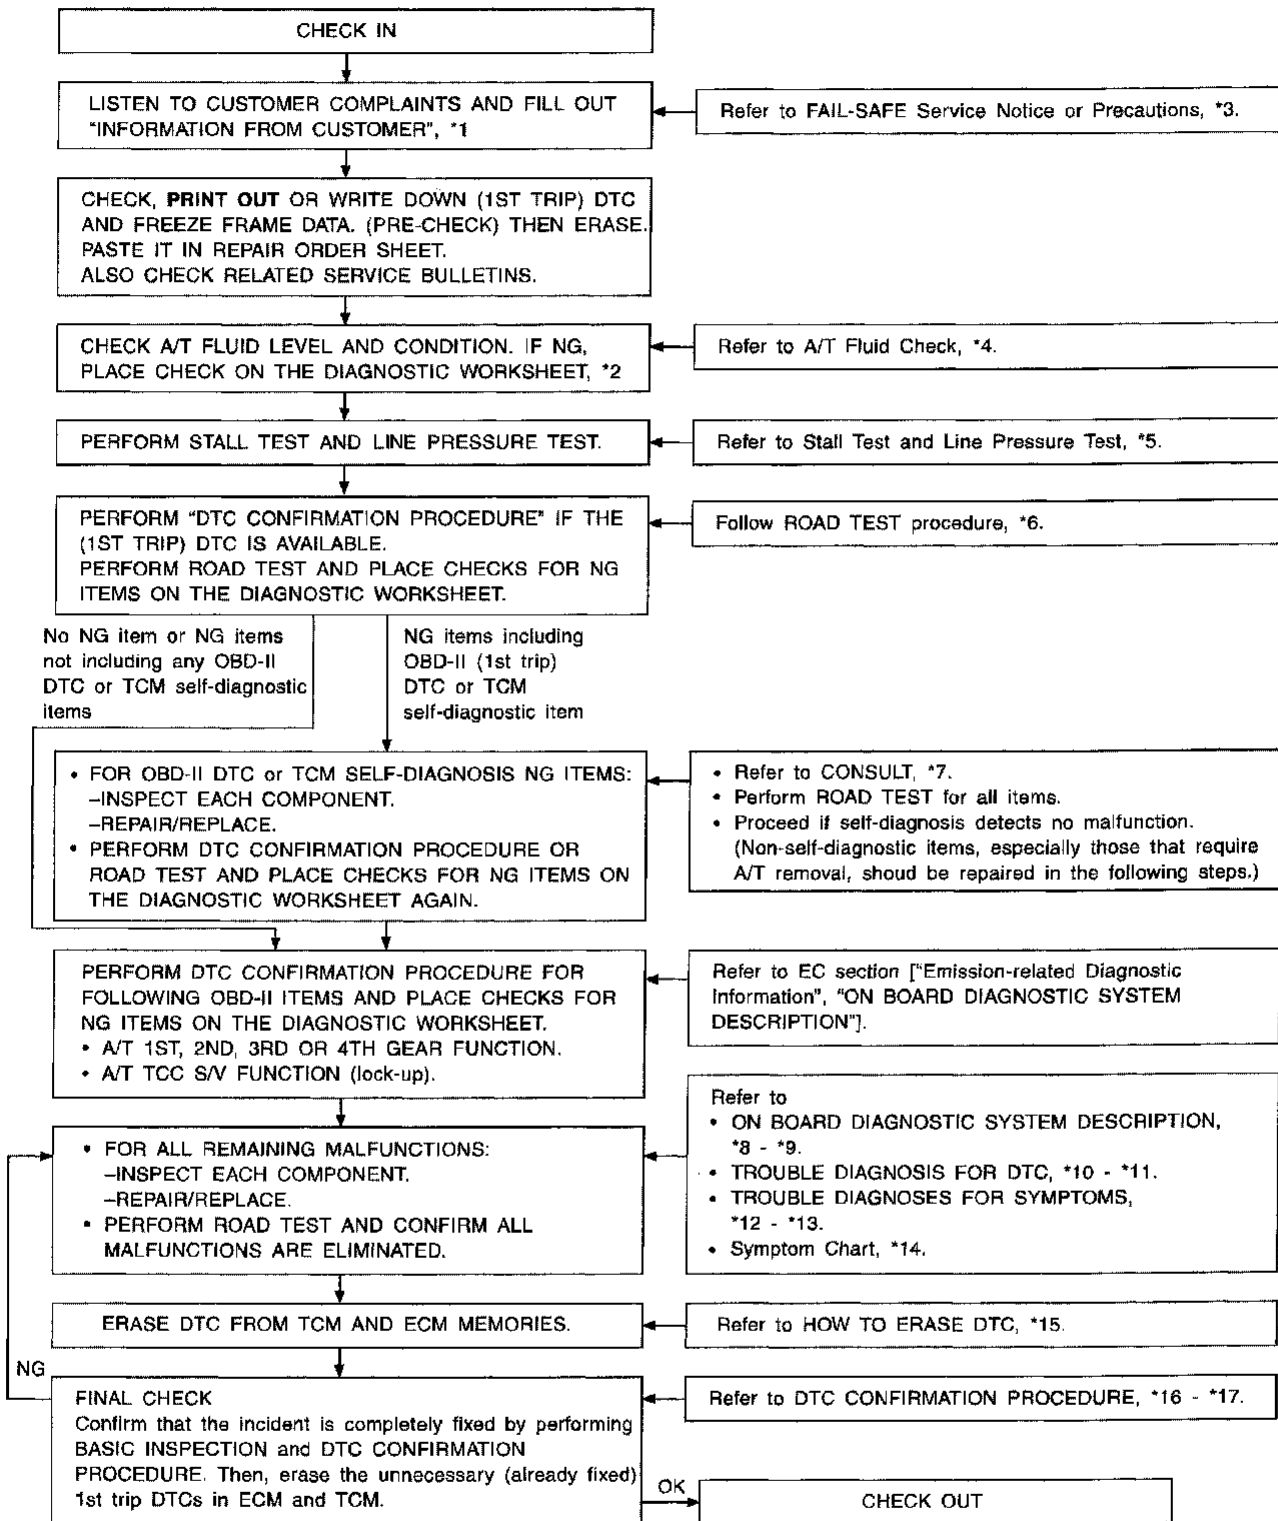 CHECK IN
LISTEN TO CUSTOMER COMPLAINTS AND FILL OUT
"INFORMATION FROM CUSTOMER", *1
Refer to FAIL-SAFE Service Notice or Precautions, *3.
CHECK, PRINT OUT OR WRITE DOWN (1ST TRIP) DTC
AND FREEZE FRAME DATA. (PRE-CHECK) THEN ERASE.
PASTE IT IN REPAIR ORDER SHEET.
ALSO CHECK RELATED SERVICE BULLETINS.
CHECK A/T FLUID LEVEL AND CONDITION. IF NG,
PLACE CHECK ON THE DIAGNOSTIC WORKSHEET, *2
Refer to A/T Fluid Check, *4.
PERFORM STALL TEST AND LINE PRESSURE TEST.
Refer to Stall Test and Line Pressure Test, *5.
PERFORM "DTC CONFIRMATION PROCEDURE" IF THE
(1ST TRIP) DTC IS AVAILABLE.
PERFORM ROAD TEST AND PLACE CHECKS FOR NG
ITEMS ON THE DIAGNOSTIC WORKSHEET.
Follow ROAD TEST procedure, *6.
No NG item or NG items
not including any OBD-II
DTC or TCM self-diagnostic
items
NG items including
OBD-II (1st trip)
DTC or TCM
self-diagnostic item
• FOR OBD-II DTC or TCM SELF-DIAGNOSIS NG ITEMS:
–INSPECT EACH COMPONENT.
–REPAIR/REPLACE.
• PERFORM DTC CONFIRMATION PROCEDURE OR
ROAD TEST AND PLACE CHECKS FOR NG ITEMS ON
THE DIAGNOSTIC WORKSHEET AGAIN.
• Refer to CONSULT, *7.
• Perform ROAD TEST for all items.
• Proceed if self-diagnosis detects no malfunction.
(Non-self-diagnostic items, especially those that require
A/T removal, shoud be repaired in the following steps.)
PERFORM DTC CONFIRMATION PROCEDURE FOR
FOLLOWING OBD-II ITEMS AND PLACE CHECKS FOR
NG ITEMS ON THE DIAGNOSTIC WORKSHEET.
• A/T 1ST, 2ND, 3RD OR 4TH GEAR FUNCTION.
• A/T TCC S/V FUNCTION (lock-up).
Refer to EC section ["Emission-related Diagnostic
Information", "ON BOARD DIAGNOSTIC SYSTEM
DESCRIPTION"].
• FOR ALL REMAINING MALFUNCTIONS:
–INSPECT EACH COMPONENT.
–REPAIR/REPLACE.
• PERFORM ROAD TEST AND CONFIRM ALL
MALFUNCTIONS ARE ELIMINATED.
Refer to
• ON BOARD DIAGNOSTIC SYSTEM DESCRIPTION,
*8 - *9.
• TROUBLE DIAGNOSIS FOR DTC, *10 - *11.
• TROUBLE DIAGNOSES FOR SYMPTOMS,
*12 - *13.
• Symptom Chart, *14.
ERASE DTC FROM TCM AND ECM MEMORIES.
Refer to HOW TO ERASE DTC, *15.
NG
FINAL CHECK
Confirm that the incident is completely fixed by performing
BASIC INSPECTION and DTC CONFIRMATION
PROCEDURE. Then, erase the unnecessary (already fixed)
1st trip DTCs in ECM and TCM.
Refer to DTC CONFIRMATION PROCEDURE, *16 - *17.
OK
CHECK OUT